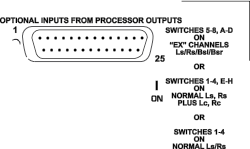 OPTIONAL INPUTS FROM PROCESSOR OUTPUTS
1
25
SWITCHES 5-8, A-D
ON
"EX" CHANNELS
Ls/Rs/Bsl/Bsr
OR
I
ON
SWITCHES 1-4, E-H
ON
NORMAL Ls, Rs
PLUS Lc, Rc
OR
SWITCHES 1-4
ON
NORMAL Ls/Rs